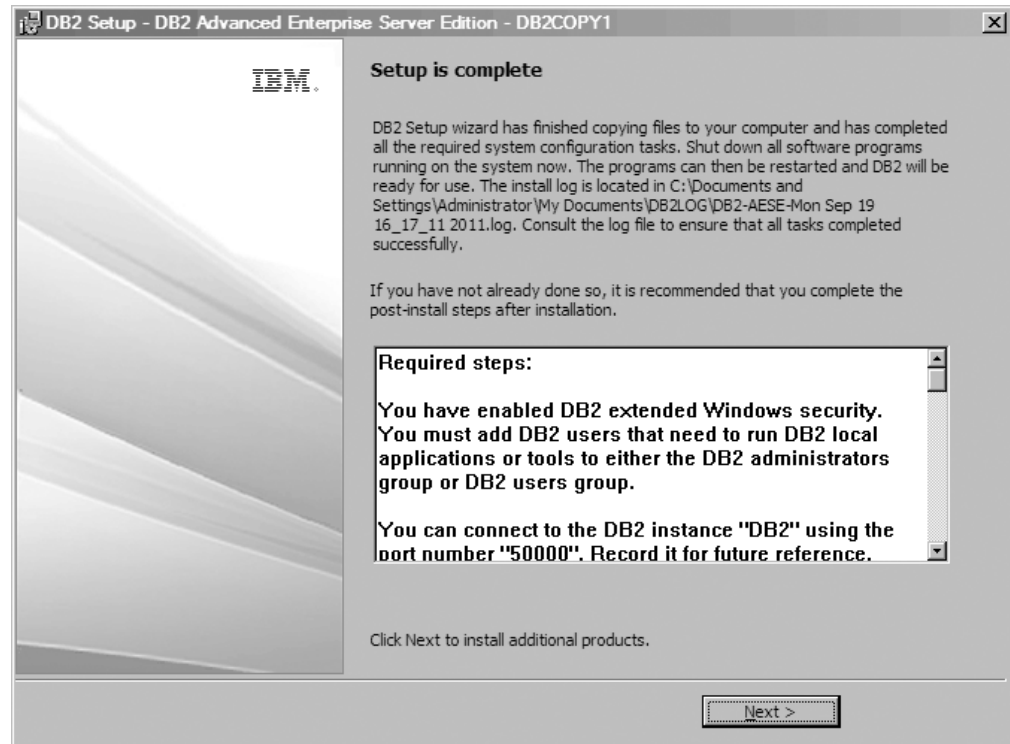 DB2 Setup - DB2 Advanced Enterprise Server Edition - DB2COPY1
IBM.
Setup is complete
DB2 Setup wizard has finished copying files to your computer and has completed
all the required system configuration tasks. Shut down all software programs
running on the system now. The programs can then be restarted and DB2 will be
ready for use. The install log is located in C:\Documents and
Settings\Administrator\My Documents\DB2LOG\DB2-AESE-Mon Sep 19
16_17_11 2011.log. Consult the log file to ensure that all tasks completed
successfully.
If you have not already done so, it is recommended that you complete the
post-install steps after installation.
Required steps:
You have enabled DB2 extended Windows security.
You must add DB2 users that need to run DB2 local
applications or tools to either the DB2 administrators
group or DB2 users group.
You can connect to the DB2 instance "DB2" using the
port number "50000". Record it for future reference.
Click Next to install additional products.
Next >